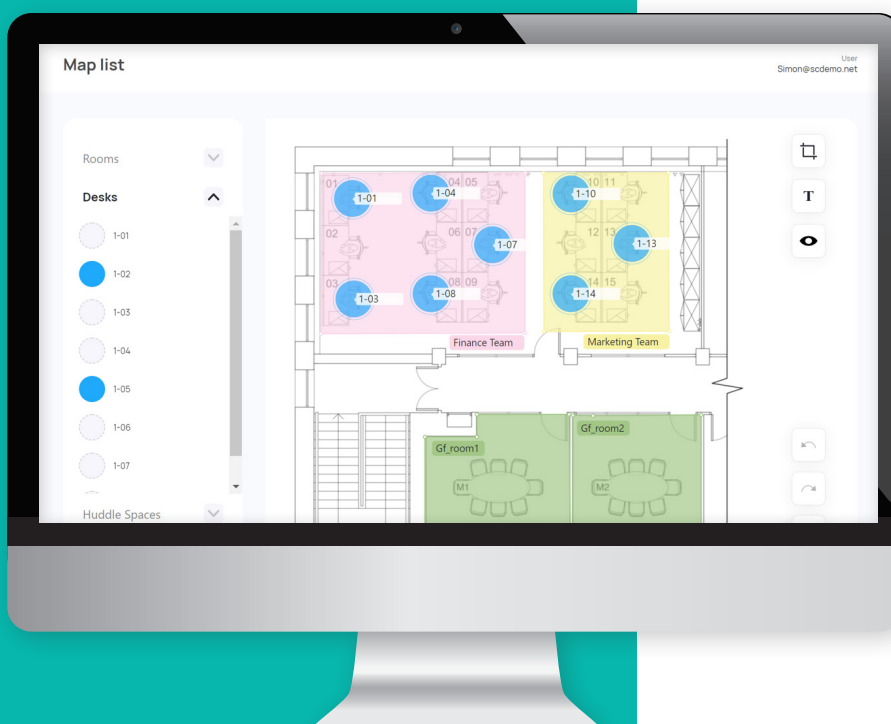 Map list
User
Simon@scdemo.net
Rooms
Desks
1-01
1-02
1-03
1-04
1-05
1-06
1-07
Huddle Spaces
T
01
02
03
04 05
06 07
08 09
10 11
12 13
14 15
1-01
1-04
1-07
1-03
1-08
1-10
1-13
1-14
Finance Team
Marketing Team
Gf_room1
Gf_room2
M1
M2